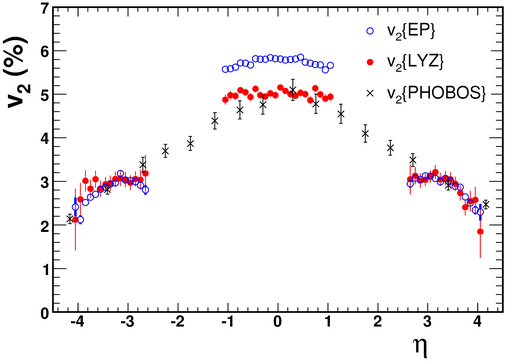 7
6
5
4
3
2
1
0
v₂ (%)
v₂{EP}
v₂{LYZ}
v₂{PHOBOS}
-4 -3 -2 -1 0 1 2 3 4
η